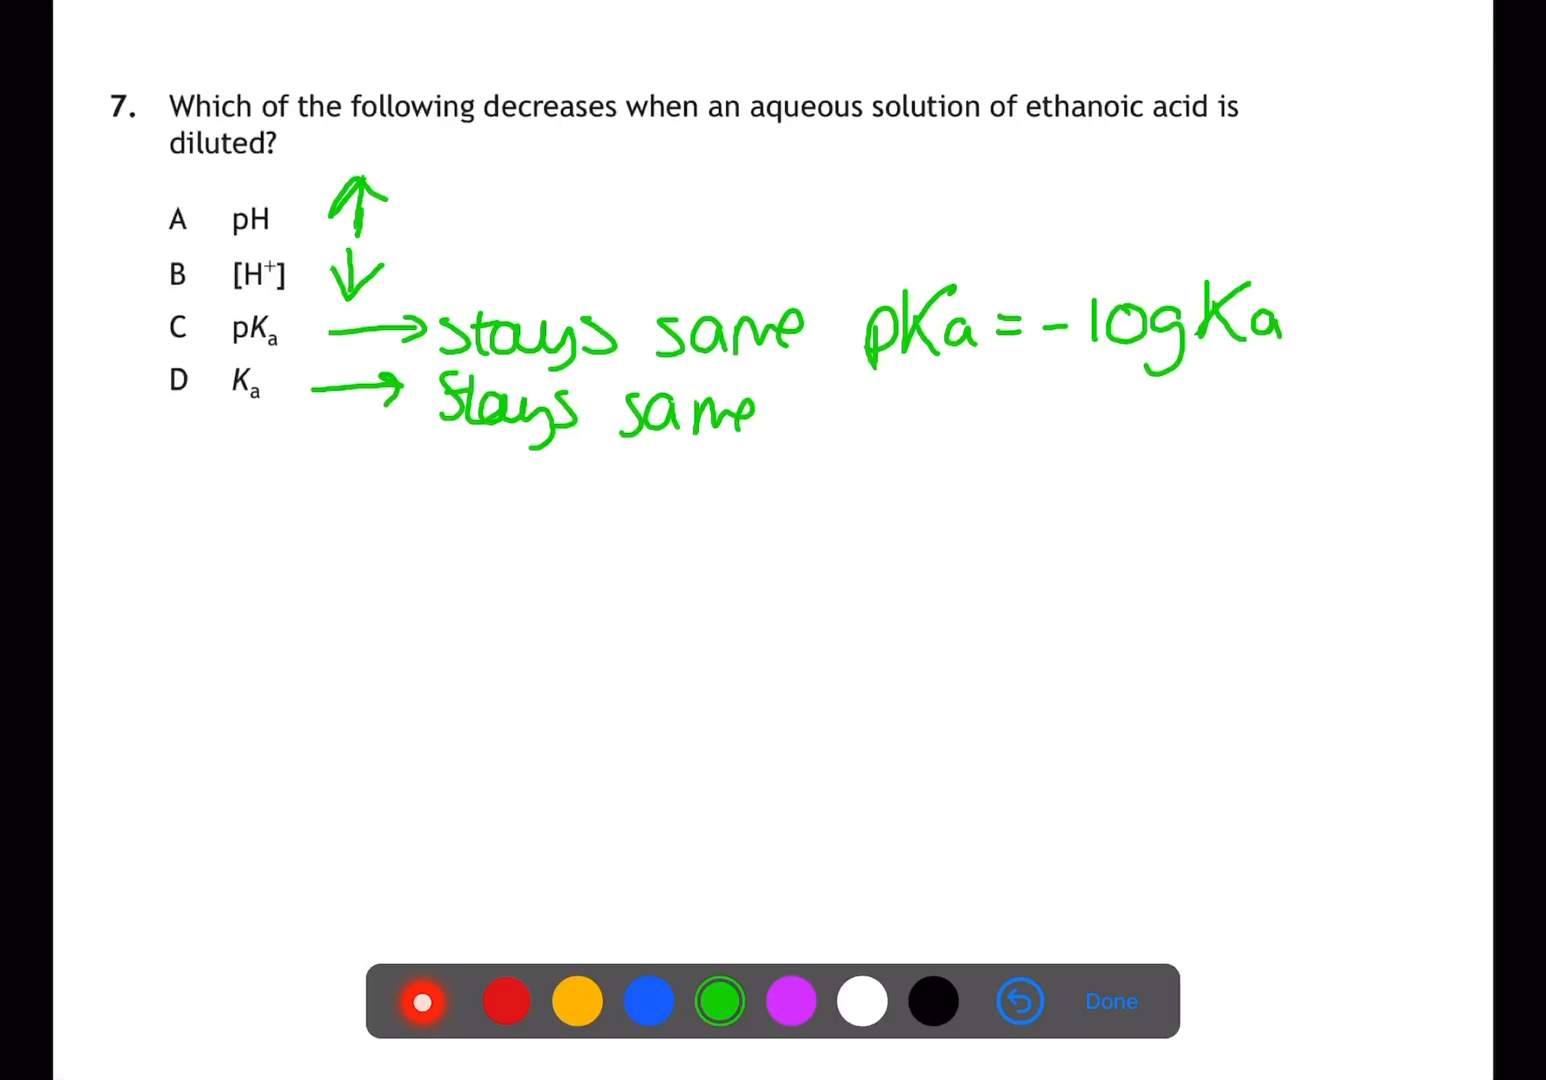 7. Which of the following decreases when an aqueous solution of ethanoic acid is
diluted?
A pH ↑
B [H⁺] ↓
C pKₐ → stays same pKa = - log Ka
D Kₐ → stays same
Done